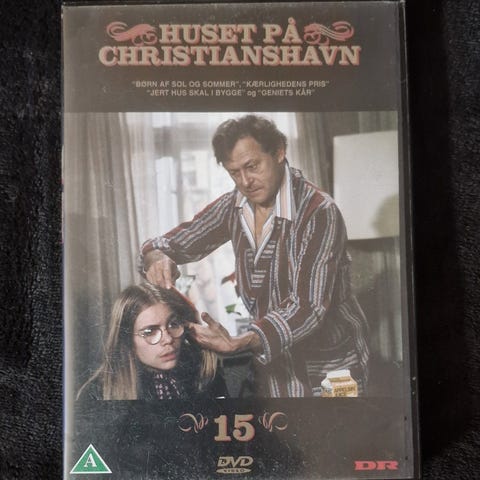 HUSET PÅ
CHRISTIANSHAVN
"BØRN AF SOL OG SOMMER", "KÆRLIGHEDENS PRIS"
"JERT HUS SKAL I BYGGE" og "GENIETS KÅR"
15
A
DVD
VIDEO
DR